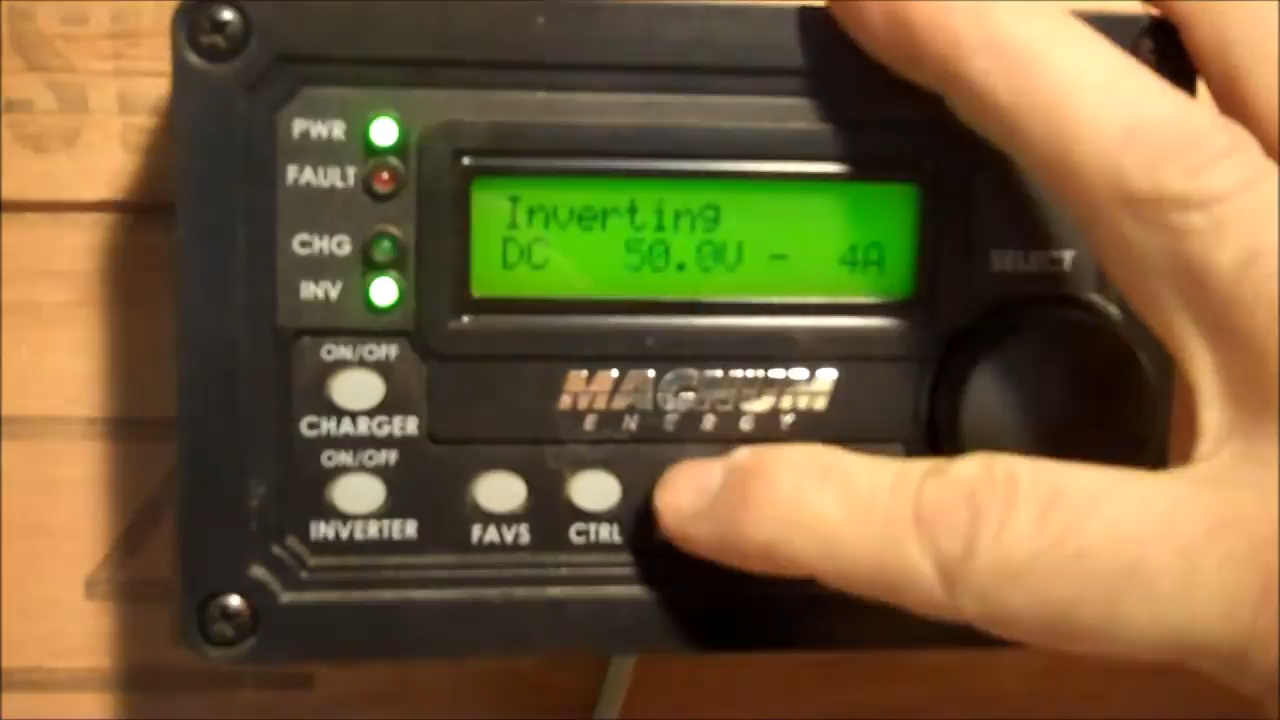 PWR
FAULT
CHG
INV
Inverting
DC 50.0V - 4A
SELECT
ON/OFF
CHARGER
MAGNUM
ENERGY
ON/OFF
INVERTER
FAVS
CTRL